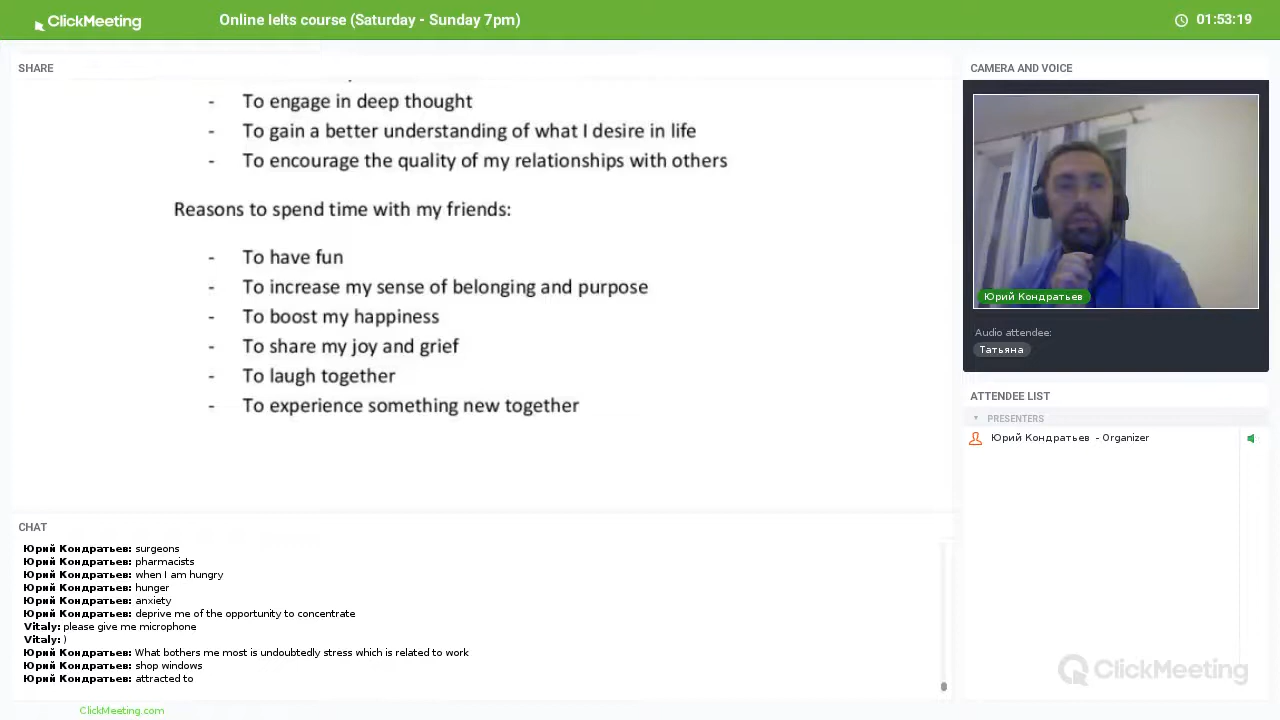 ClickMeeting
Online Ielts course (Saturday - Sunday 7pm)
01:53:19
SHARE
- To engage in deep thought
- To gain a better understanding of what I desire in life
- To encourage the quality of my relationships with others
Reasons to spend time with my friends:
- To have fun
- To increase my sense of belonging and purpose
- To boost my happiness
- To share my joy and grief
- To laugh together
- To experience something new together
CAMERA AND VOICE
Юрий Кондратьев
Audio attendee:
Татьяна
ATTENDEE LIST
PRESENTERS
Юрий Кондратьев - Organizer
CHAT
Юрий Кондратьев: surgeons
Юрий Кондратьев: pharmacists
Юрий Кондратьев: when I am hungry
Юрий Кондратьев: hunger
Юрий Кондратьев: anxiety
Юрий Кондратьев: deprive me of the opportunity to concentrate
Vitaly: please give me microphone
Vitaly: )
Юрий Кондратьев: What bothers me most is undoubtedly stress which is related to work
Юрий Кондратьев: shop windows
Юрий Кондратьев: attracted to
ClickMeeting
ClickMeeting.com